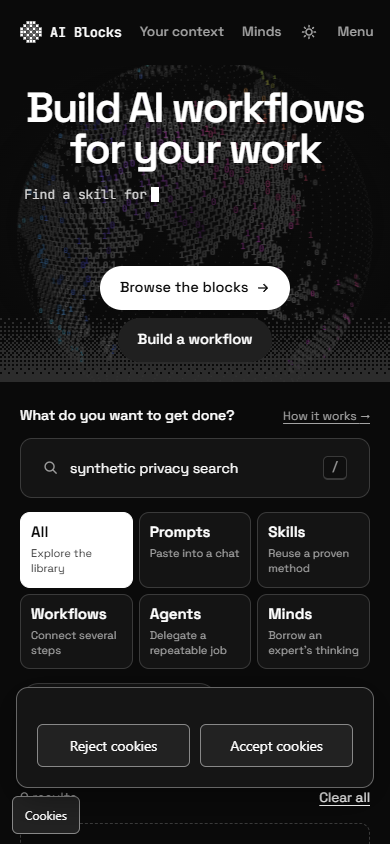 AI Blocks
Your context
Minds
Menu
Build AI workflows
for your work
Find a skill for
Browse the blocks →
Build a workflow
What do you want to get done?
How it works →
synthetic privacy search
/
All
Explore the
library
Prompts
Paste into a chat
Skills
Reuse a proven
method
Workflows
Connect several
steps
Agents
Delegate a
repeatable job
Minds
Borrow an
expert's thinking
Reject cookies
Accept cookies
Clear all
Cookies